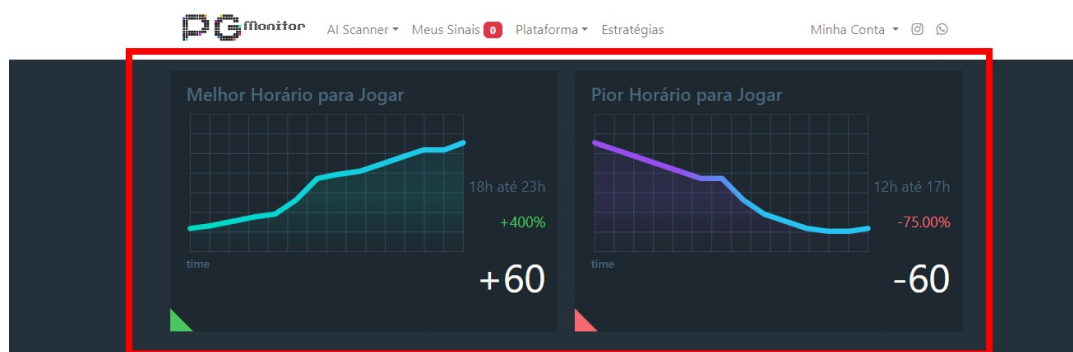 PG Monitor AI Scanner Meus Sinais 0 Plataforma Estratégias Minha Conta
Melhor Horário para Jogar
18h até 23h
+400%
time
+60
Pior Horário para Jogar
12h até 17h
-75.00%
time
-60